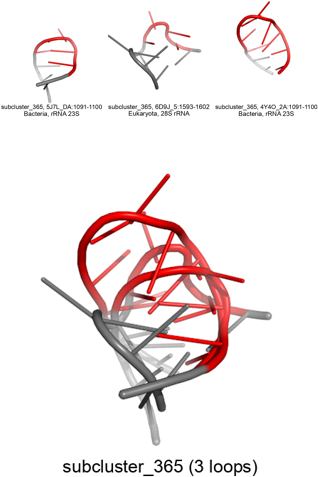 subcluster_365, 5J7L_DA:1091-1100
Bacteria, rRNA 23S
subcluster_365, 6D9J_5:1593-1602
Eukaryota, 28S rRNA
subcluster_365, 4Y4O_2A:1091-1100
Bacteria, rRNA 23S
subcluster_365 (3 loops)